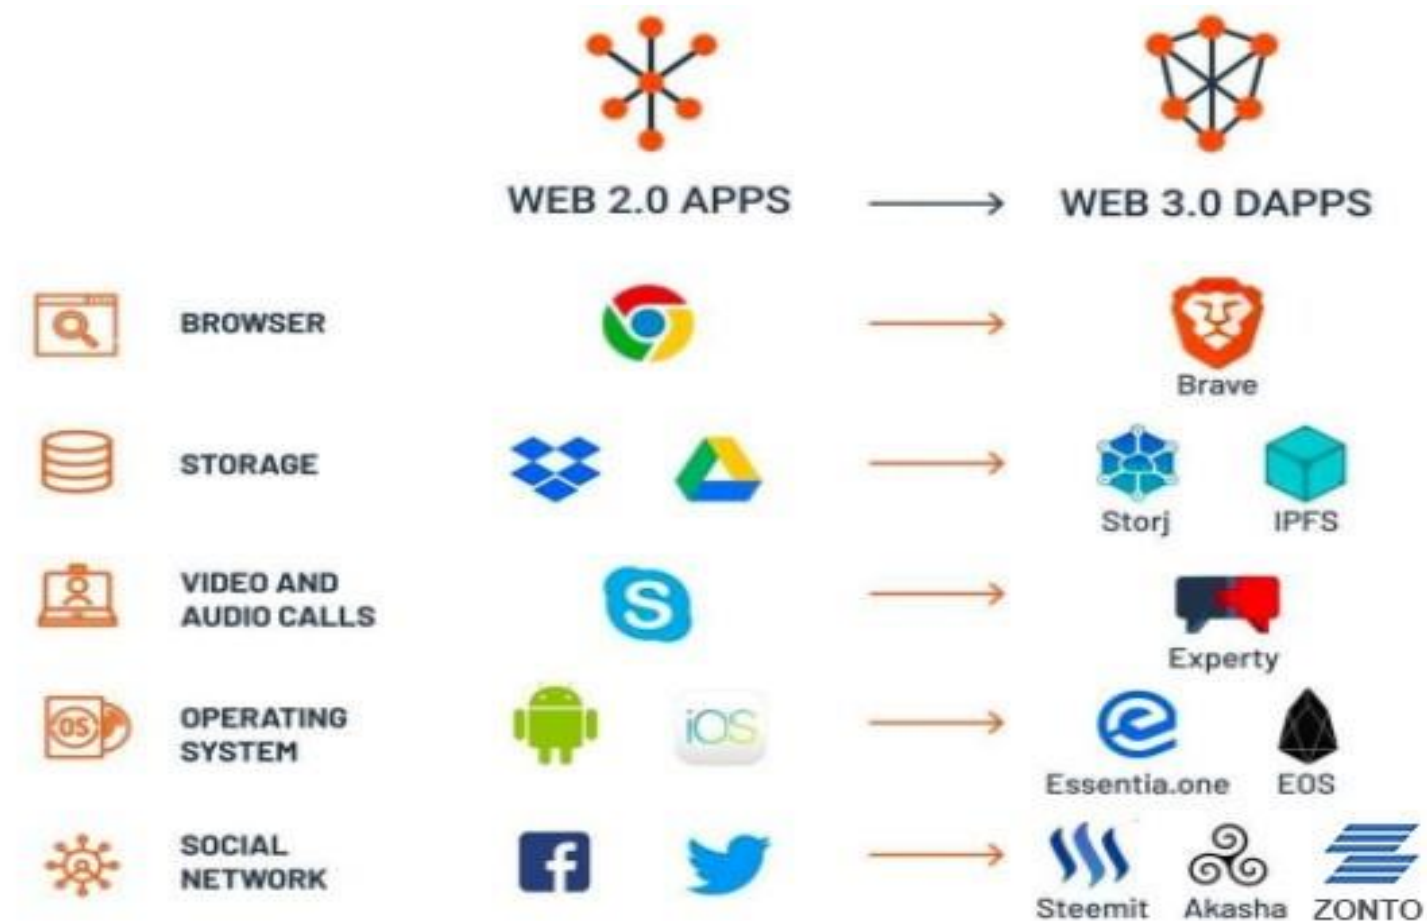 WEB 2.0 APPS
WEB 3.0 DAPPS
BROWSER
Brave
STORAGE
Storj
IPFS
VIDEO AND
AUDIO CALLS
S
Experty
OS
OPERATING
SYSTEM
iOS
Essentia.one
EOS
SOCIAL
NETWORK
f
Steemit
Akasha
ZONTO